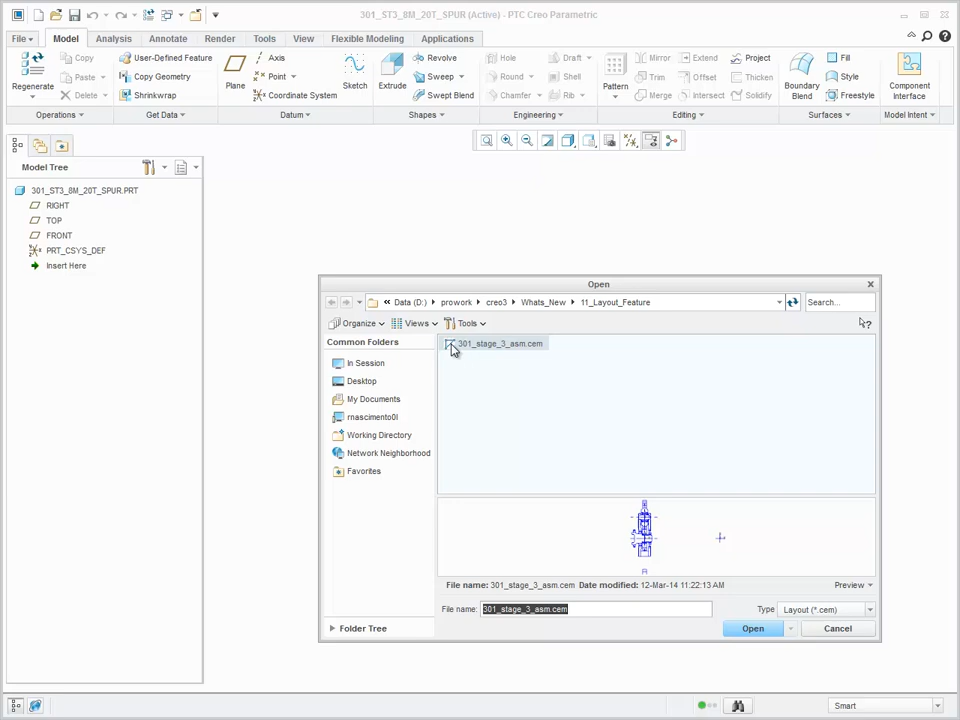 301_ST3_8M_20T_SPUR (Active) - PTC Creo Parametric
File Model Analysis Annotate Render Tools View Flexible Modeling Applications
Copy User-Defined Feature Axis Revolve Hole Draft Mirror Extend Project Fill
Regenerate Paste Copy Geometry Plane Point Sketch Extrude Sweep Round Shell Pattern Trim Offset Thicken Boundary Blend Style Component Interface
Delete Shrinkwrap Coordinate System Swept Blend Chamfer Rib Merge Intersect Solidify Freestyle
Operations Get Data Datum Shapes Engineering Editing Surfaces Model Intent
Model Tree
301_ST3_8M_20T_SPUR.PRT
RIGHT
TOP
FRONT
PRT_CSYS_DEF
Insert Here
Open
Data (D:) prowork creo3 Whats_New 11_Layout_Feature Search...
Organize Views Tools
Common Folders
301_stage_3_asm.cem
In Session
Desktop
My Documents
rnascimento0l
Working Directory
Network Neighborhood
Favorites
File name: 301_stage_3_asm.cem Date modified: 12-Mar-14 11:22:13 AM Preview
File name: 301_stage_3_asm.cem Type Layout (*.cem)
Folder Tree Open Cancel
Smart